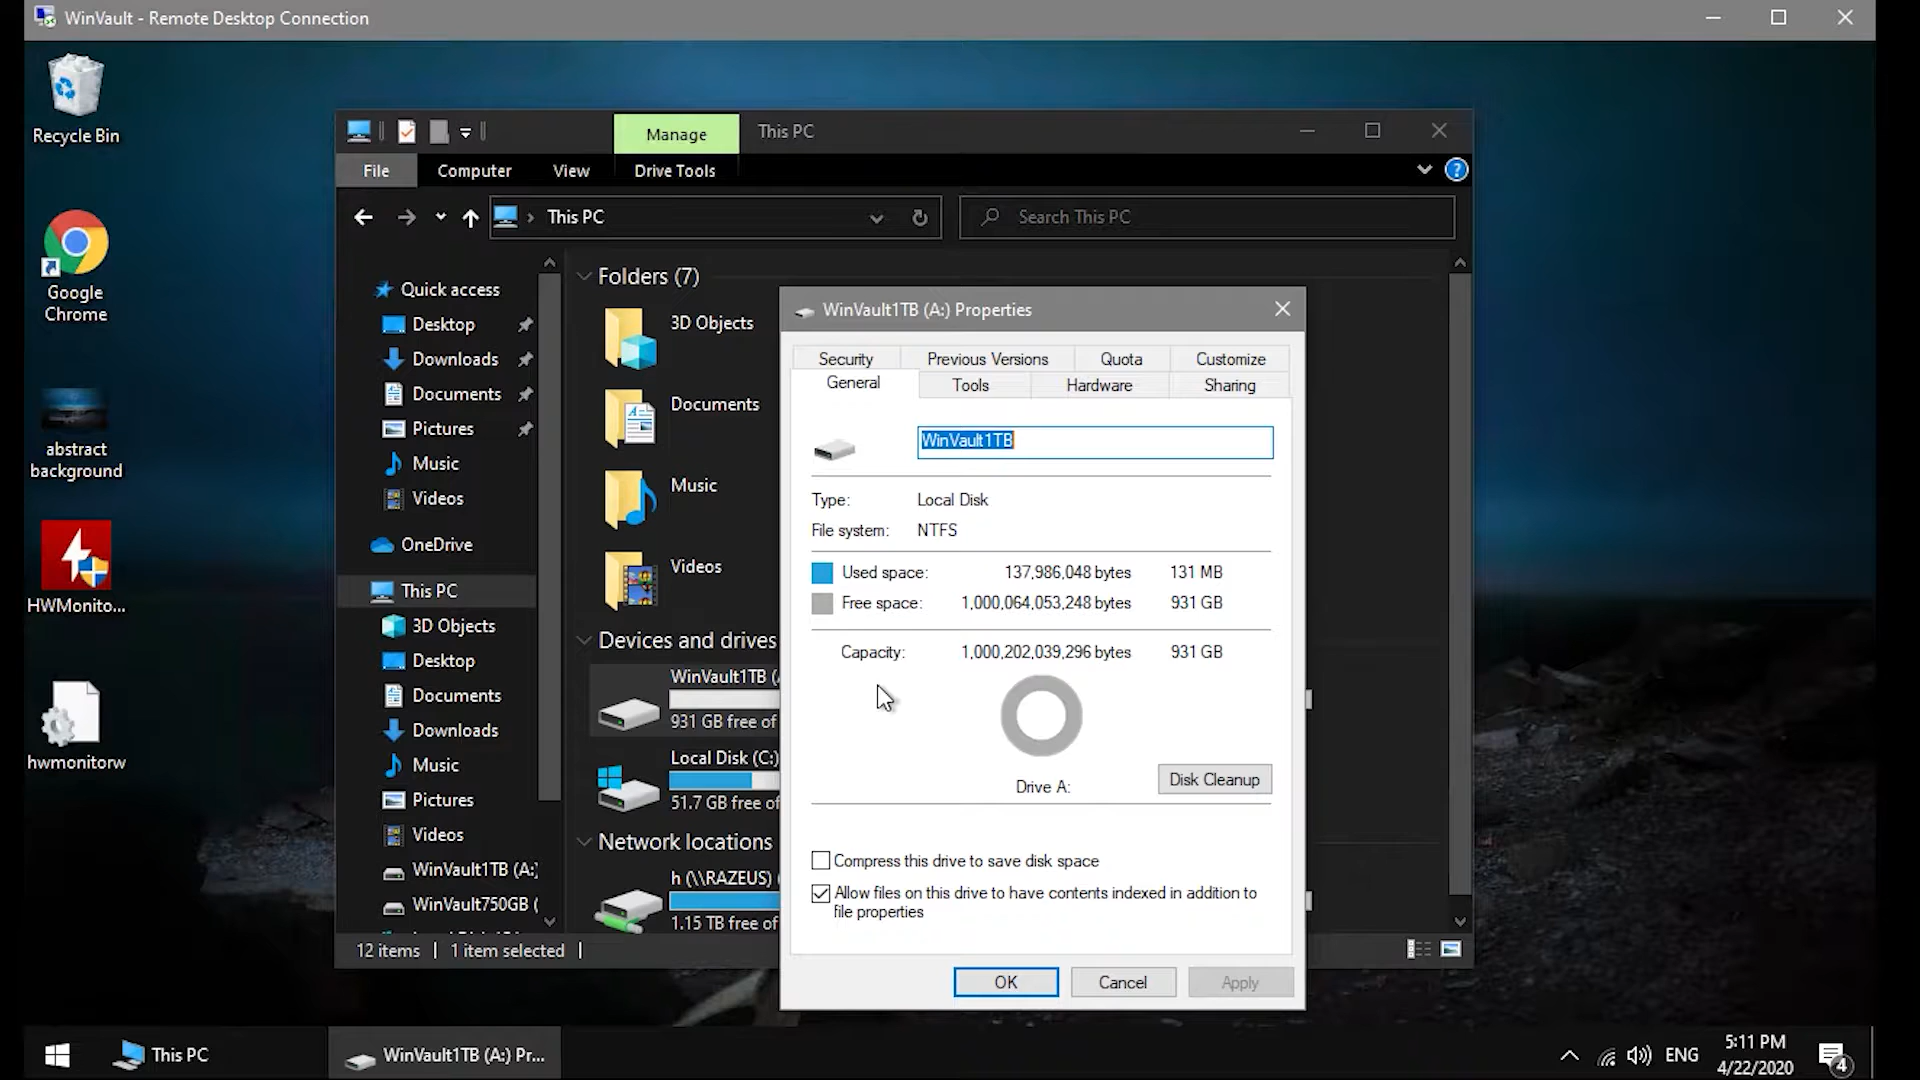 WinVault - Remote Desktop Connection
Recycle Bin
Google
Chrome
abstract
background
HWMonito...
hwmonitorw
Manage
This PC
File
Computer
View
Drive Tools
This PC
Search This PC
Quick access
Desktop
Downloads
Documents
Pictures
Music
Videos
OneDrive
This PC
3D Objects
Desktop
Documents
Downloads
Music
Pictures
Videos
WinVault1TB (A:)
WinVault750GB (
Folders (7)
3D Objects
Documents
Music
Videos
Devices and drives
WinVault1TB (
931 GB free of
Local Disk (C:)
51.7 GB free of
Network locations
h (\\RAZEUS) (
1.15 TB free of
12 items
1 item selected
WinVault1TB (A:) Properties
Security
Previous Versions
Quota
Customize
General
Tools
Hardware
Sharing
WinVault1TB
Type: Local Disk
File system: NTFS
Used space: 137,986,048 bytes 131 MB
Free space: 1,000,064,053,248 bytes 931 GB
Capacity: 1,000,202,039,296 bytes 931 GB
Drive A:
Disk Cleanup
Compress this drive to save disk space
Allow files on this drive to have contents indexed in addition to
file properties
OK
Cancel
Apply
This PC
WinVault1TB (A:) Pr...
ENG
5:11 PM
4/22/2020
4